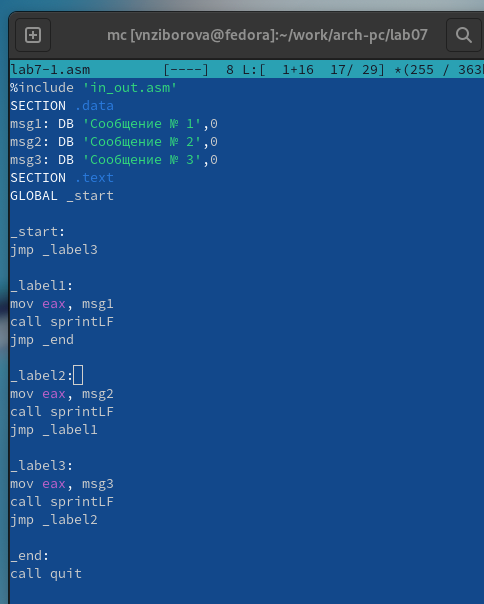 mc [vnziborova@fedora]:~/work/arch-pc/lab07
lab7-1.asm [----] 8 L:[ 1+16 17/ 29] *(255 / 363b
%include 'in_out.asm'
SECTION .data
msg1: DB 'Сообщение № 1',0
msg2: DB 'Сообщение № 2',0
msg3: DB 'Сообщение № 3',0
SECTION .text
GLOBAL _start
_start:
jmp _label3
_label1:
mov eax, msg1
call sprintLF
jmp _end
_label2:
mov eax, msg2
call sprintLF
jmp _label1
_label3:
mov eax, msg3
call sprintLF
jmp _label2
_end:
call quit